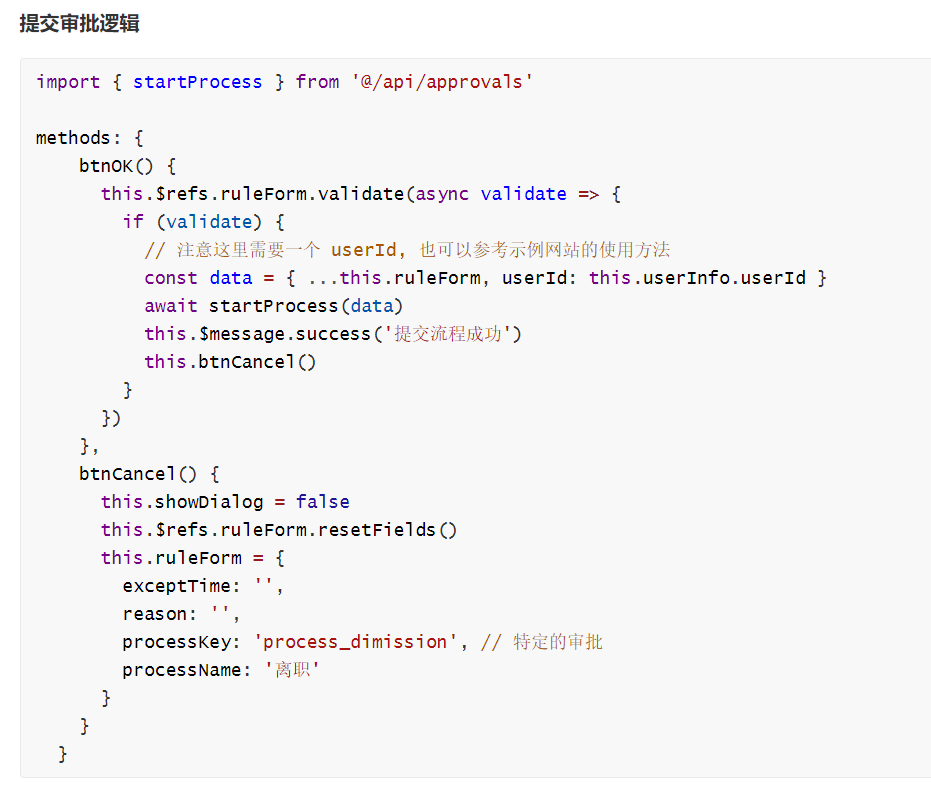 提交审批逻辑
import { startProcess } from '@/api/approvals'

methods: {
    btnOK() {
      this.$refs.ruleForm.validate(async validate => {
        if (validate) {
          // 注意这里需要一个 userId, 也可以参考示例网站的使用方法
          const data = { ...this.ruleForm, userId: this.userInfo.userId }
          await startProcess(data)
          this.$message.success('提交流程成功')
          this.btnCancel()
        }
      })
    },
    btnCancel() {
      this.showDialog = false
      this.$refs.ruleForm.resetFields()
      this.ruleForm = {
        exceptTime: '',
        reason: '',
        processKey: 'process_dimission', // 特定的审批
        processName: '离职'
      }
    }
  }